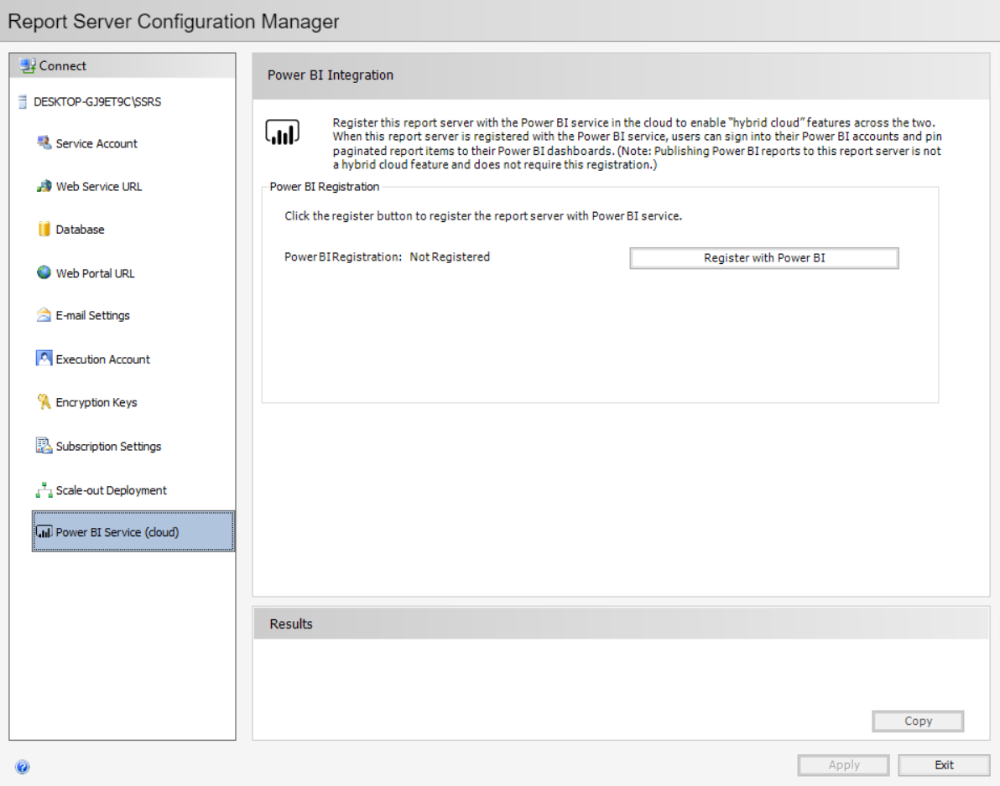 Report Server Configuration Manager
Connect
DESKTOP-GJ9ET9C\SSRS
Service Account
Web Service URL
Database
Web Portal URL
E-mail Settings
Execution Account
Encryption Keys
Subscription Settings
Scale-out Deployment
Power BI Service (cloud)
Power BI Integration
Register this report server with the Power BI service in the cloud to enable "hybrid cloud" features across the two.
When this report server is registered with the Power BI service, users can sign into their Power BI accounts and pin
paginated report items to their Power BI dashboards. (Note: Publishing Power BI reports to this report server is not
a hybrid cloud feature and does not require this registration.)
Power BI Registration
Click the register button to register the report server with Power BI service.
Power BI Registration: Not Registered
Register with Power BI
Results
Copy
Apply
Exit